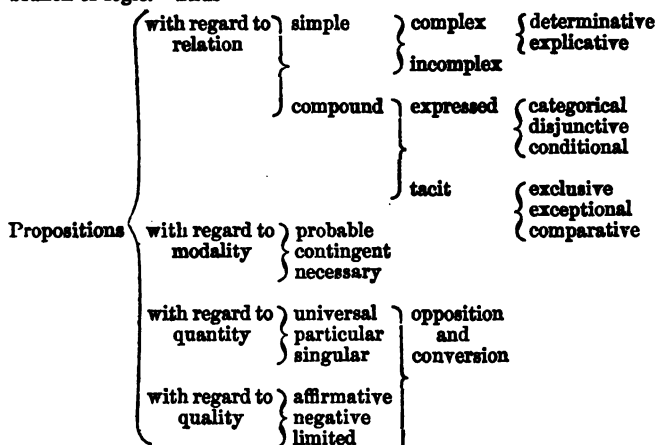 with regard to simple complex determinative
relation explicative
incomplex
compound expressed categorical
disjunctive
conditional
tacit exclusive
exceptional
Propositions with regard to probable comparative
modality contingent
necessary
with regard to universal opposition
quantity particular and
singular conversion
with regard to affirmative
quality negative
limited